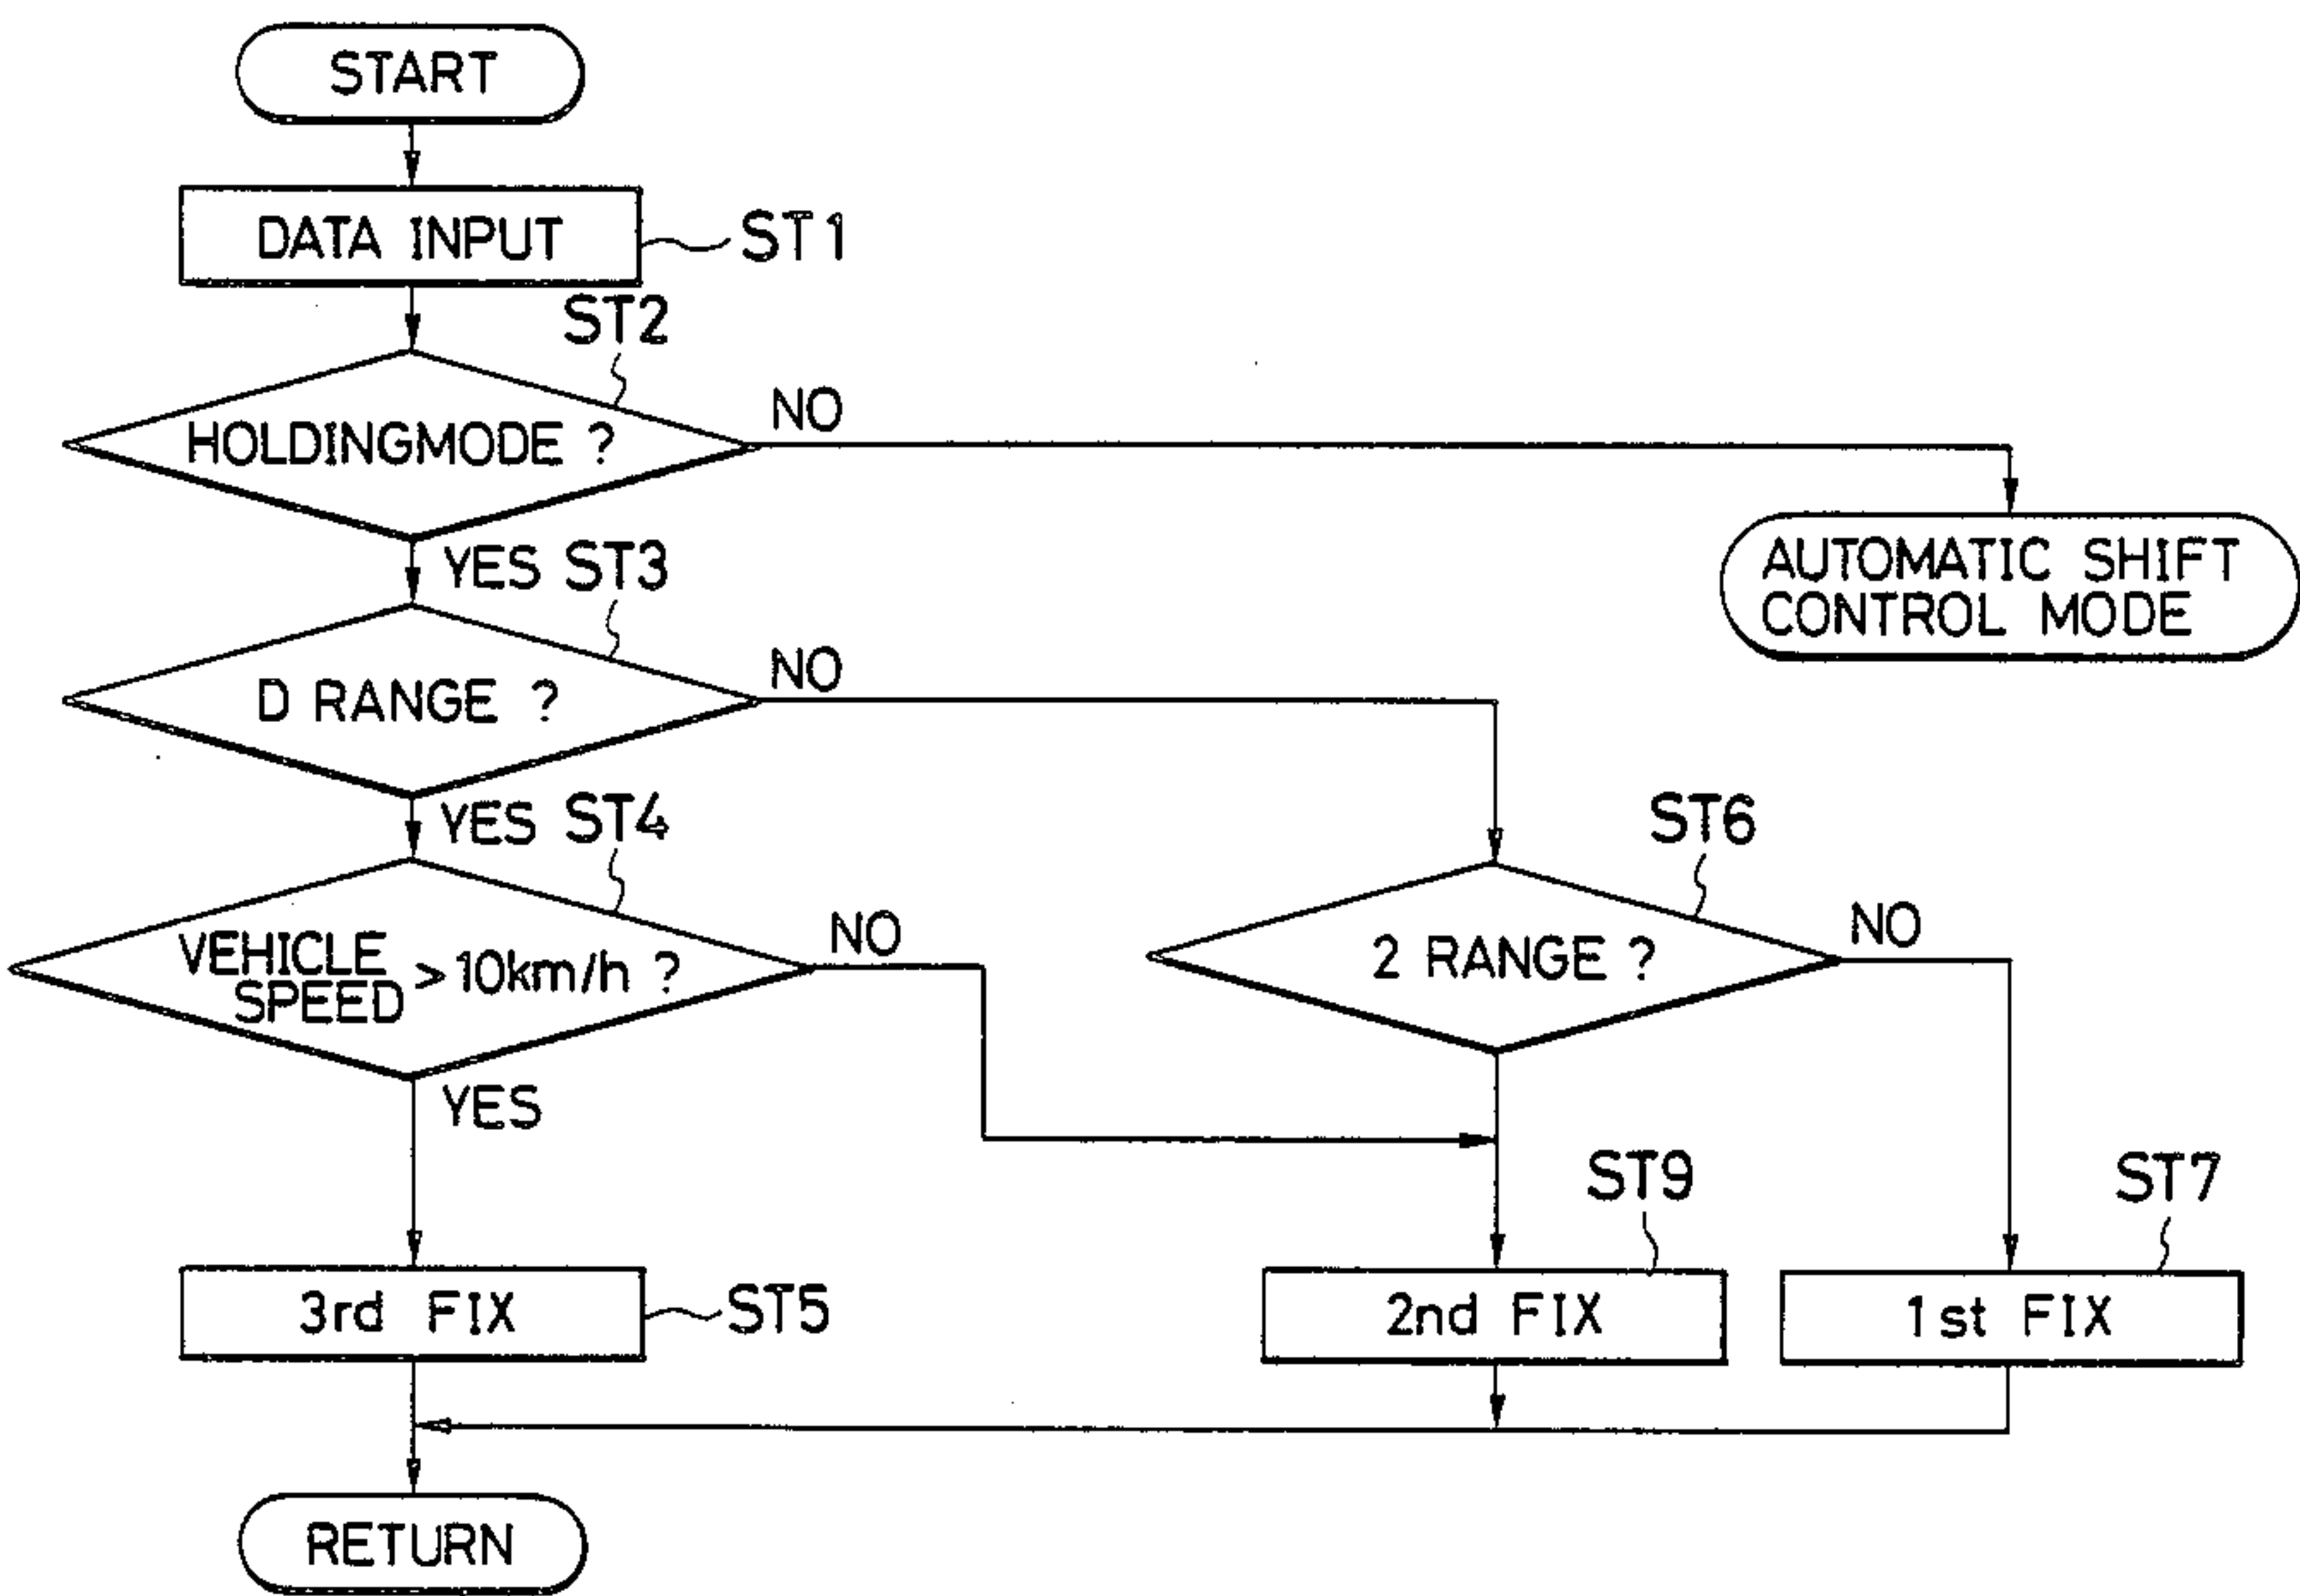 START
DATA INPUT
ST1
ST2
HOLDINGMODE ?
NO
AUTOMATIC SHIFT
CONTROL MODE
YES
ST3
D RANGE ?
NO
YES
ST4
VEHICLE
SPEED > 10km/h ?
NO
ST6
2 RANGE ?
NO
YES
3rd FIX
ST5
ST9
2nd FIX
ST7
1st FIX
RETURN